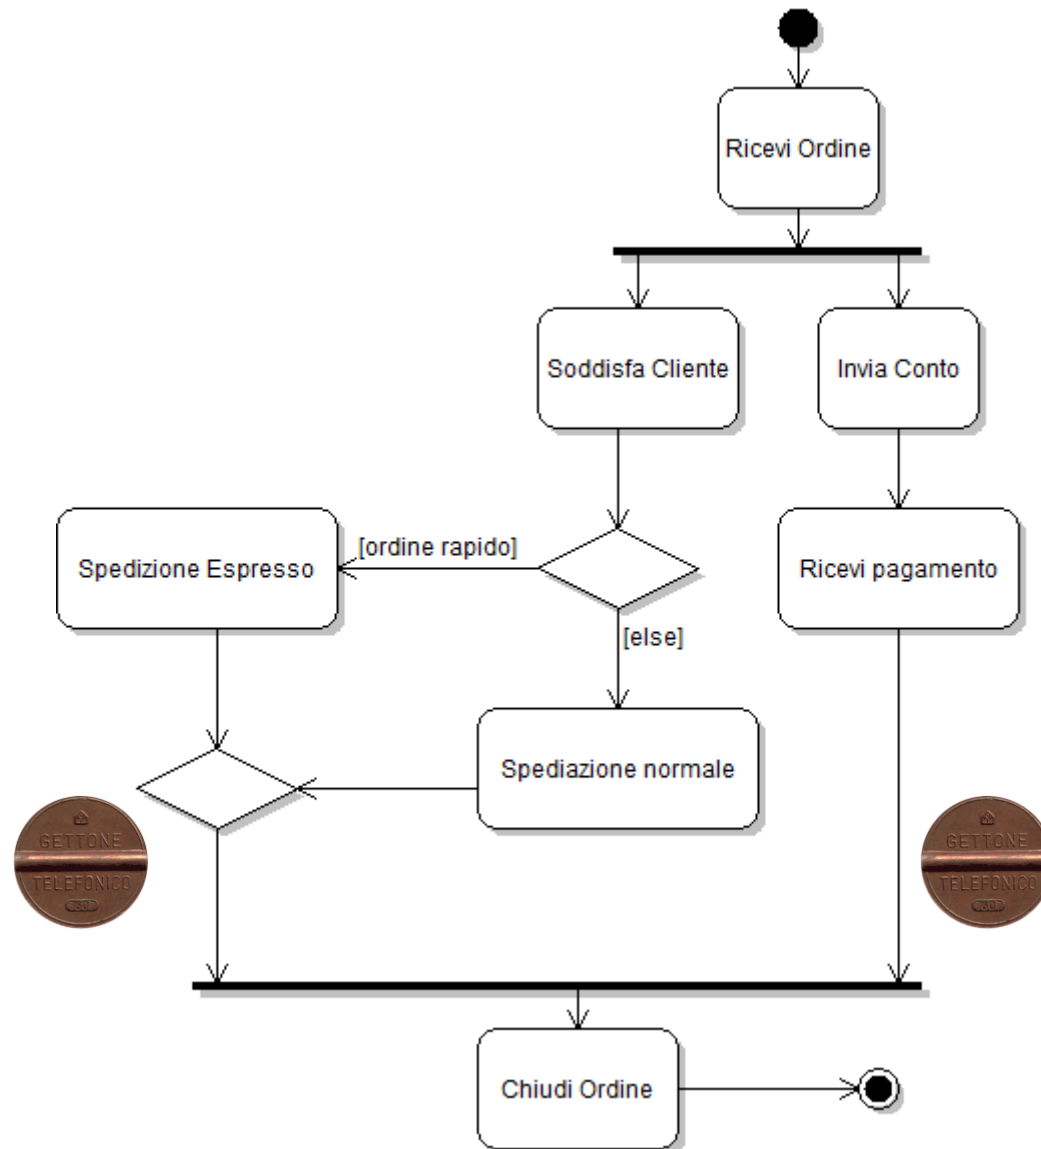 Ricevi Ordine
Soddisfa Cliente
Invia Conto
[ordine rapido]
Spedizione Espresso
Ricevi pagamento
[else]
Spediazione normale
GETTONE
TELEFONICO
GETTONE
TELEFONICO
Chiudi Ordine